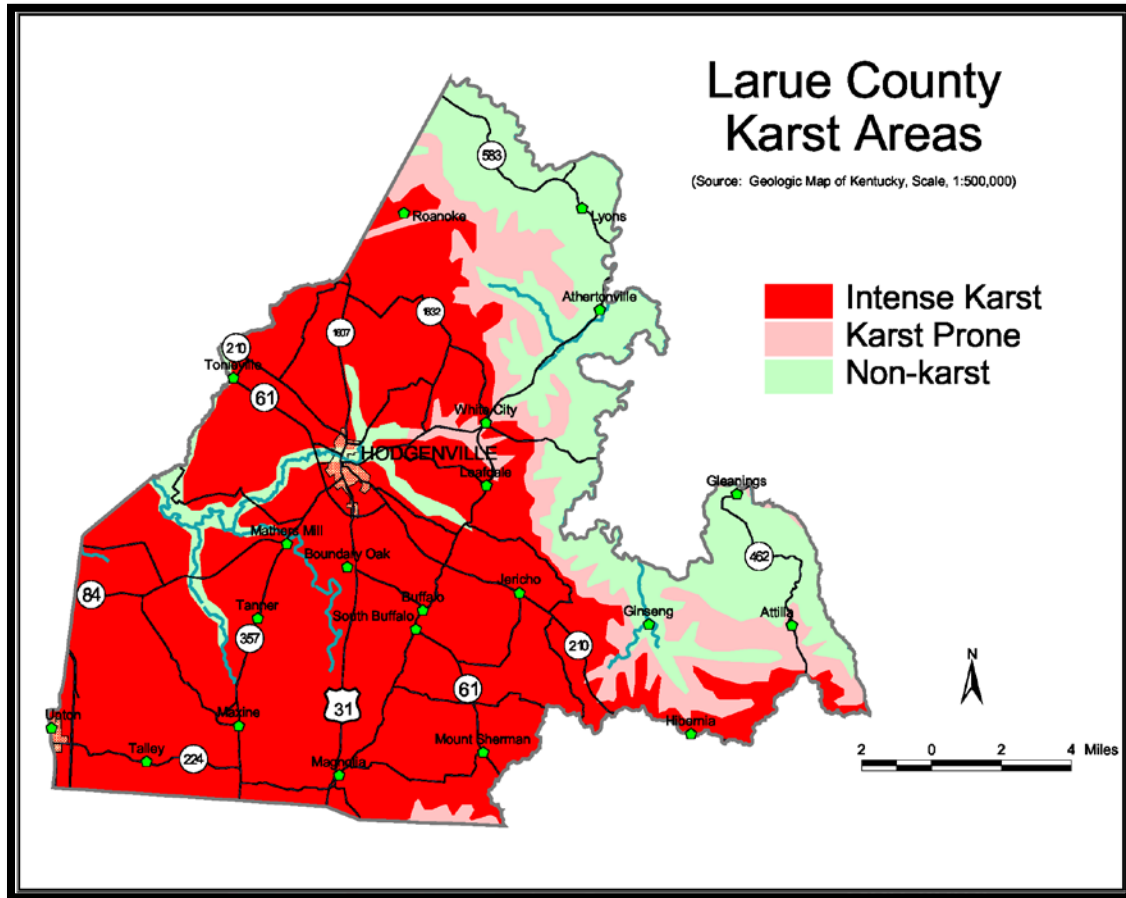 Larue County
Karst Areas
(Source: Geologic Map of Kentucky, Scale, 1:500,000)
583
Roanoke
Lyons
Intense Karst
Karst Prone
Non-karst
Athertonville
1832
1607
210
Tonieville
61
White City
HODGENVILLE
Leafdale
Gleanings
Mathers Mill
Boundary Oak
462
84
Jericho
Buffalo
Tanner
South Buffalo
Ginseng
Attilla
357
210
N
61
31
Upton
Maxine
Hibernia
Mount Sherman
Talley
224
Magnolia
2 0 2 4 Miles